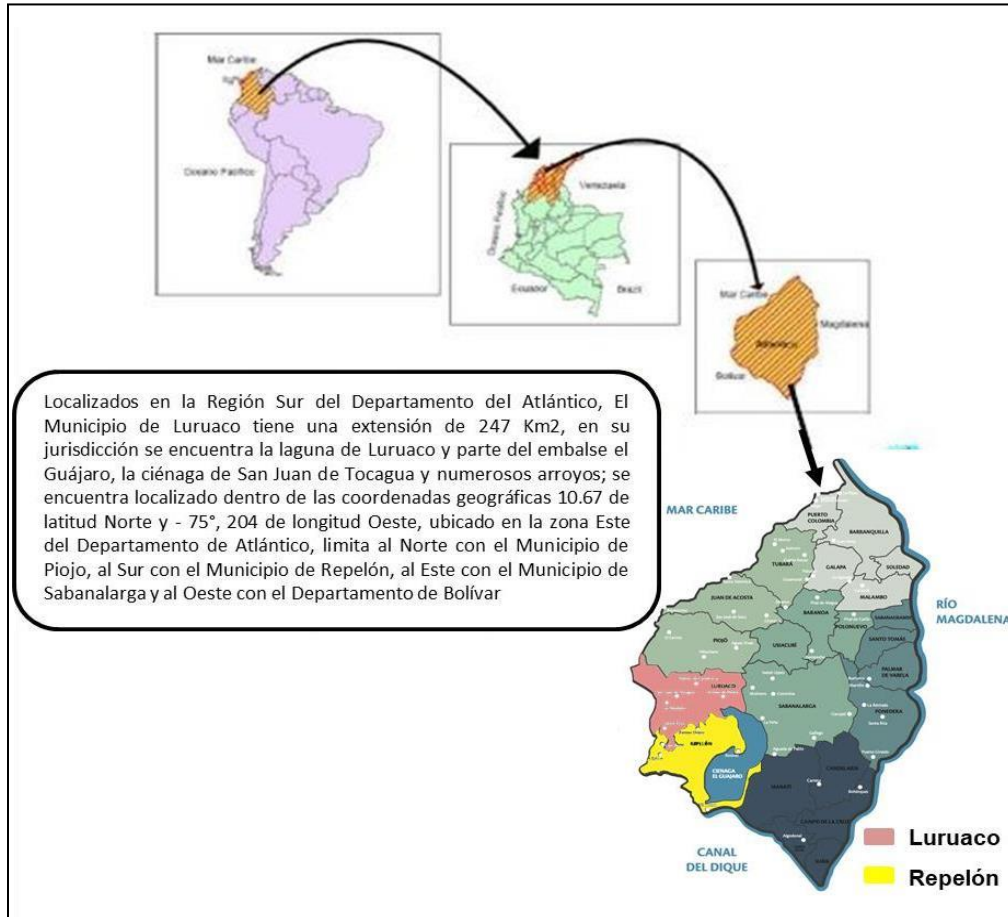 Mar Caribe
Oceano Pacífico
Venezuela
Oceano Pacífico
Ecuador
Brazil
Mar Caribe
Magdalena
Atlántico
Bolívar
Localizados en la Región Sur del Departamento del Atlántico, El
Municipio de Luruaco tiene una extensión de 247 Km2, en su
jurisdicción se encuentra la laguna de Luruaco y parte del embalse el
Guájaro, la ciénaga de San Juan de Tocagua y numerosos arroyos; se
encuentra localizado dentro de las coordenadas geográficas 10.67 de
latitud Norte y - 75°, 204 de longitud Oeste, ubicado en la zona Este
del Departamento de Atlántico, limita al Norte con el Municipio de
Piojo, al Sur con el Municipio de Repelón, al Este con el Municipio de
Sabanalarga y al Oeste con el Departamento de Bolívar
MAR CARIBE
PUERTO
COLOMBIA
BARRANQUILLA
TUBARÁ
GALAPA
SOLEDAD
MALAMBO
JUAN DE ACOSTA
BARANOA
SABANAGRANDE
POLONUEVO
SANTO TOMÁS
RÍO
MAGDALENA
PIOJÓ
USIACURÍ
PALMAR
DE VARELA
LURUACO
SABANALARGA
PONEDERA
REPELÓN
CIENAGA
EL GUAJARO
CANDELARIA
MANATÍ
CAMPO DE LA CRUZ
SUAN
CANAL
DEL DIQUE
Luruaco
Repelón